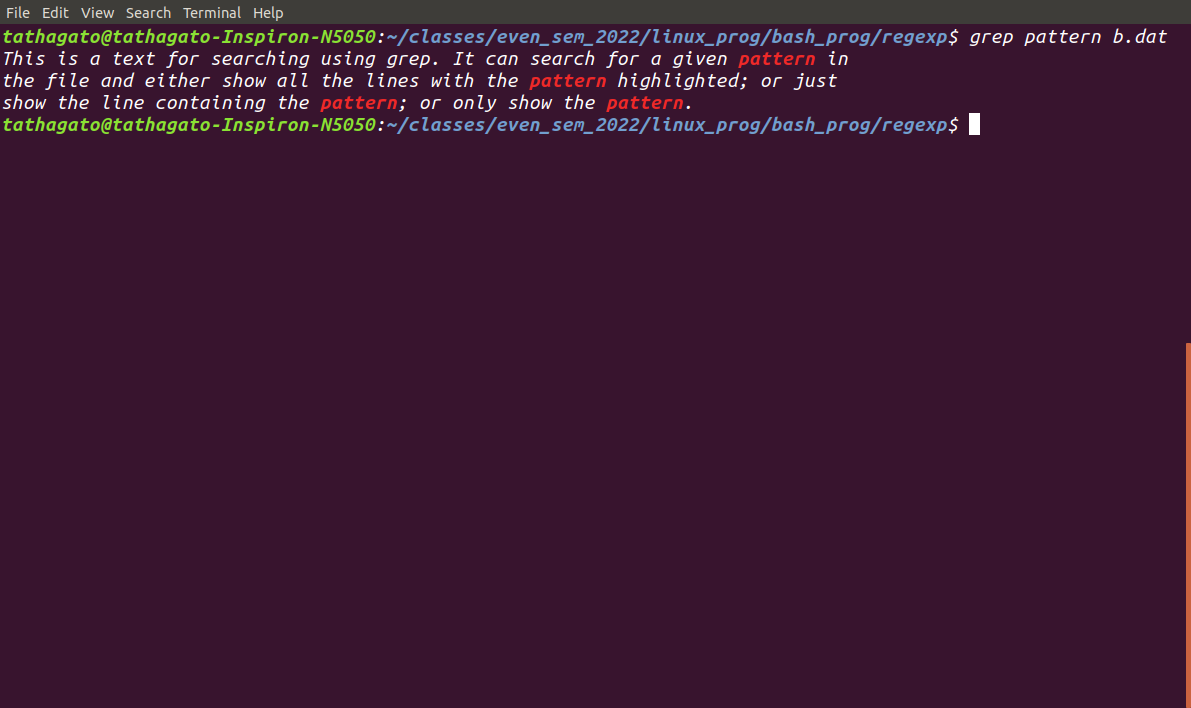 File Edit View Search Terminal Help
tathagato@tathagato-Inspiron-N5050:~/classes/even_sem_2022/linux_prog/bash_prog/regexp$ grep pattern b.dat
This is a text for searching using grep. It can search for a given pattern in
the file and either show all the lines with the pattern highlighted; or just
show the line containing the pattern; or only show the pattern.
tathagato@tathagato-Inspiron-N5050:~/classes/even_sem_2022/linux_prog/bash_prog/regexp$